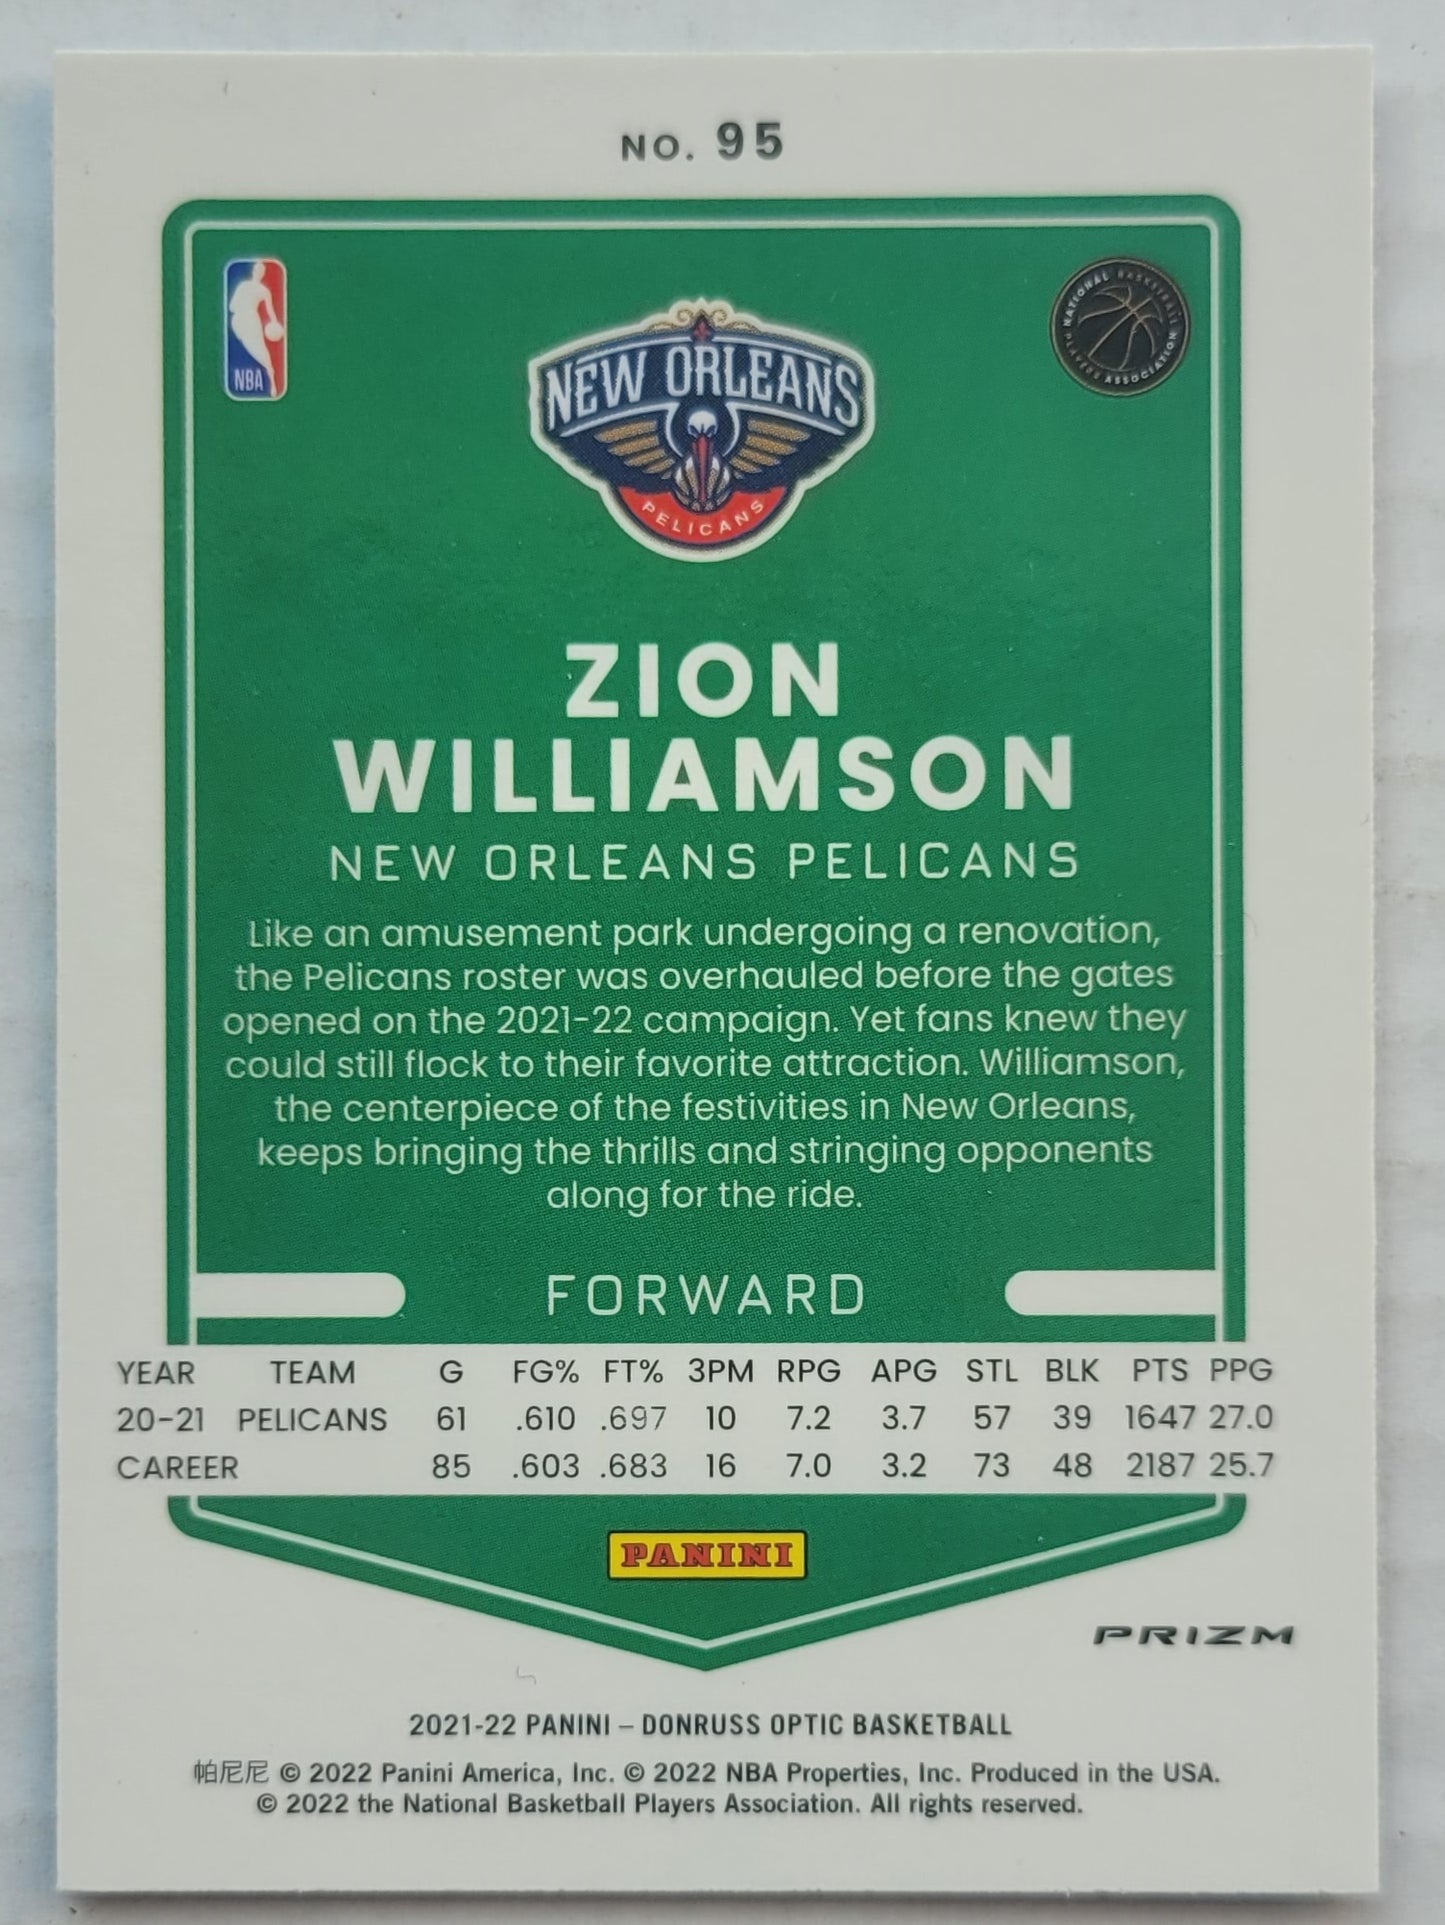 NO. 95
NBA
NATIONAL BASKETBALL PLAYERS ASSOCIATION
NEW ORLEANS
PELICANS
ZION
WILLIAMSON
NEW ORLEANS PELICANS
Like an amusement park undergoing a renovation,
the Pelicans roster was overhauled before the gates
opened on the 2021-22 campaign. Yet fans knew they
could still flock to their favorite attraction. Williamson,
the centerpiece of the festivities in New Orleans,
keeps bringing the thrills and stringing opponents
along for the ride.
FORWARD
YEAR TEAM G FG% FT% 3PM RPG APG STL BLK PTS PPG
20-21 PELICANS 61 .610 .697 10 7.2 3.7 57 39 1647 27.0
CAREER 85 .603 .683 16 7.0 3.2 73 48 2187 25.7
PANINI
PRIZM
2021-22 PANINI – DONRUSS OPTIC BASKETBALL
帕尼尼 © 2022 Panini America, Inc. © 2022 NBA Properties, Inc. Produced in the USA.
© 2022 the National Basketball Players Association. All rights reserved.